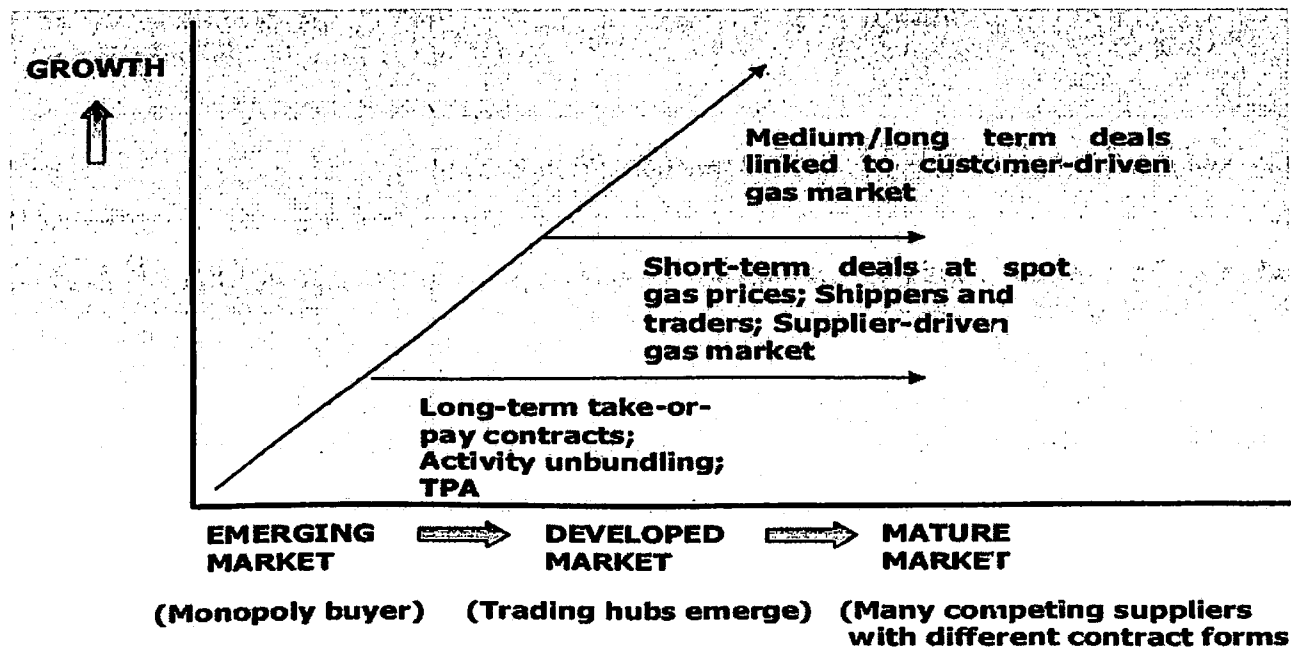 GROWTH
Medium/long term deals
linked to customer-driven
gas market
Short-term deals at spot
gas prices; Shippers and
traders; Supplier-driven
gas market
Long-term take-or-
pay contracts;
Activity unbundling;
TPA
EMERGING
MARKET
DEVELOPED
MARKET
MATURE
MARKET
(Monopoly buyer)
(Trading hubs emerge)
(Many competing suppliers
with different contract forms